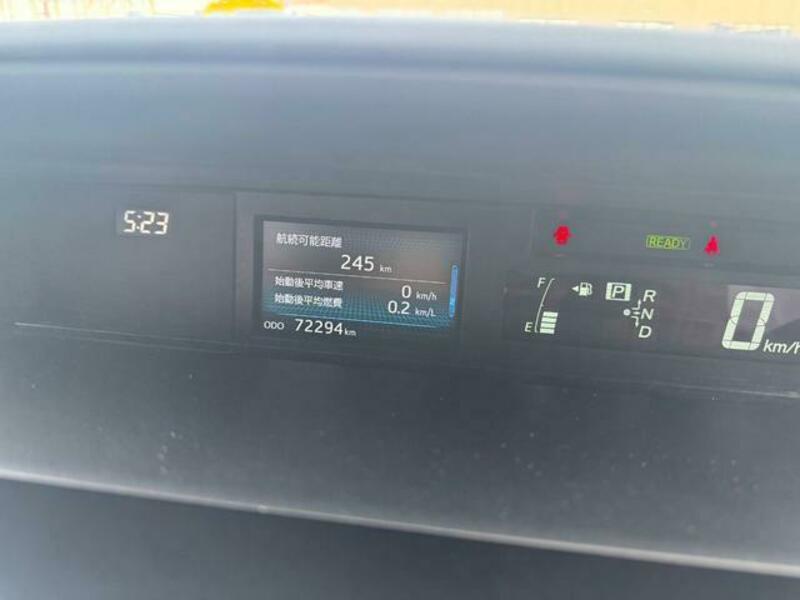 5:23
航続可能距離
245 km
始動後平均車速
0 km/h
始動後平均燃費
0.2 km/L
ODO 72294 km
READY
F
E
P
R
N
D
0 km/h